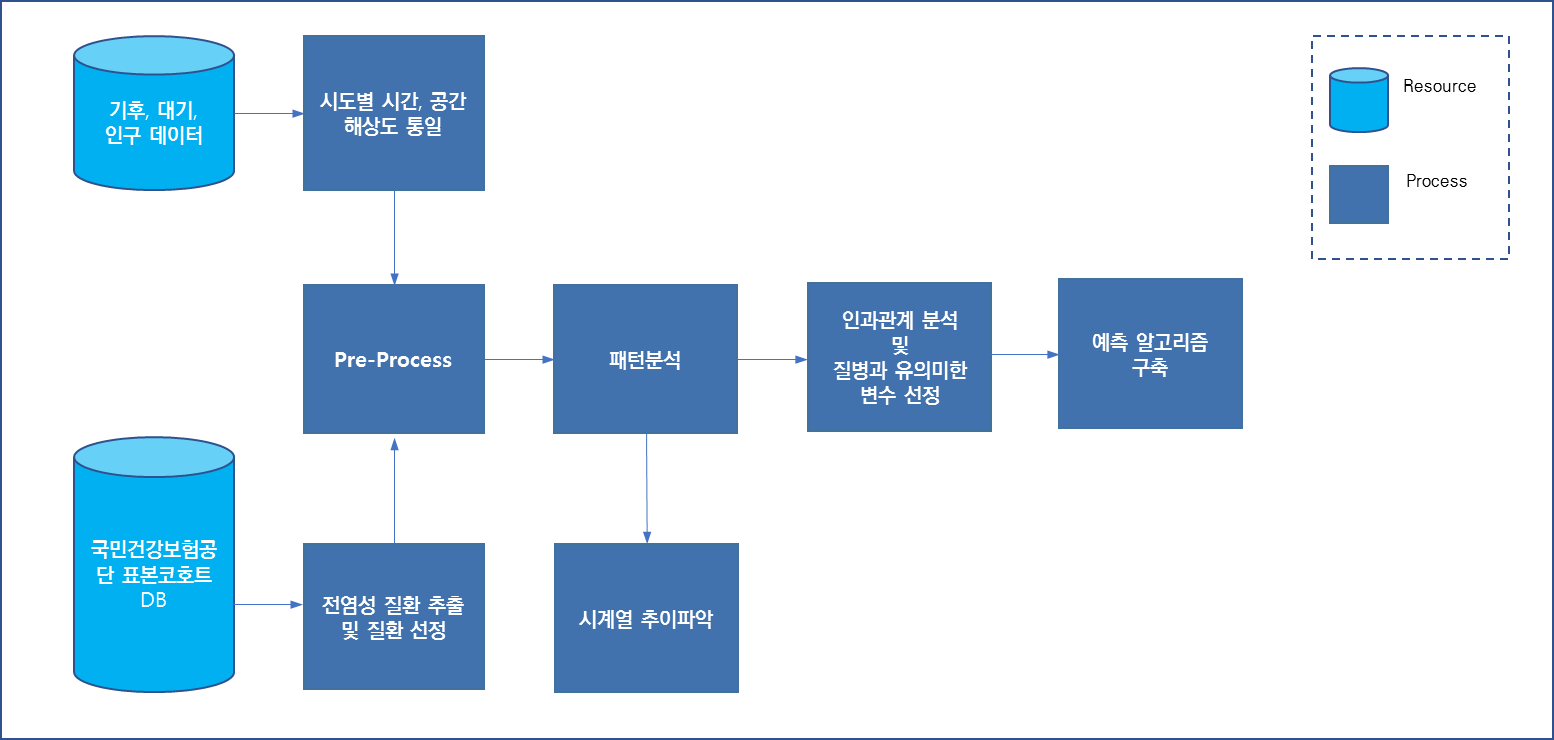 기후, 대기,
인구 데이터
시도별 시간, 공간
해상도 통일
Resource
Process
Pre-Process
패턴분석
인과관계 분석
및
질병과 유의미한
변수 선정
예측 알고리즘
구축
국민건강보험공
단 표본코호트
DB
전염성 질환 추출
및 질환 선정
시계열 추이파악